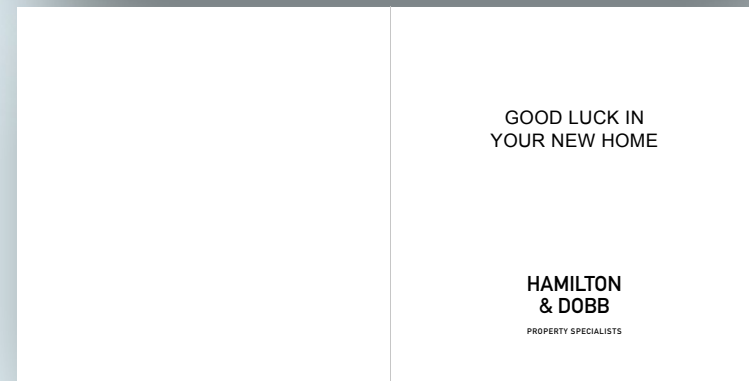 GOOD LUCK IN
YOUR NEW HOME
HAMILTON
& DOBB
PROPERTY SPECIALISTS